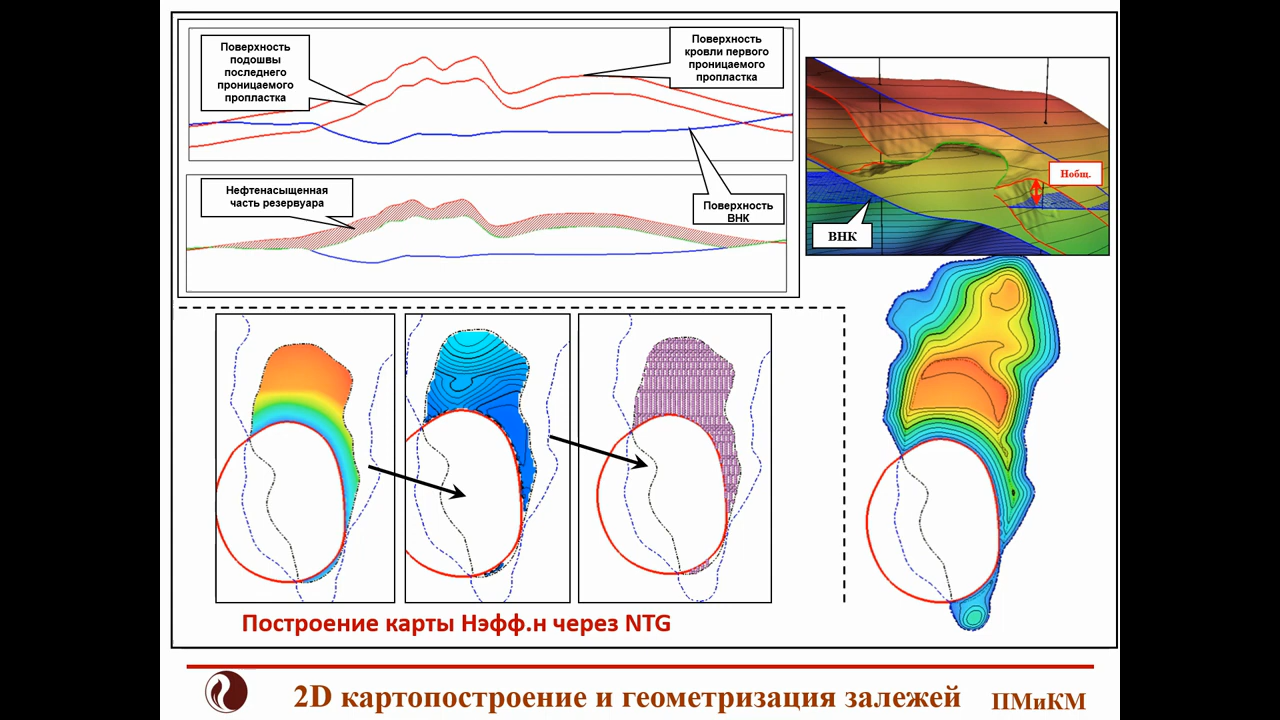 Поверхность
подошвы
последнего
проницаемого
пропластка
Поверхность
кровли первого
проницаемого
пропластка
Нефтенасыщенная
часть резервуара
Поверхность
ВНК
Hобщ.
ВНК
Построение карты Нэфф.н через NTG
2D картопостроение и геометризация залежей
ПМиКМ